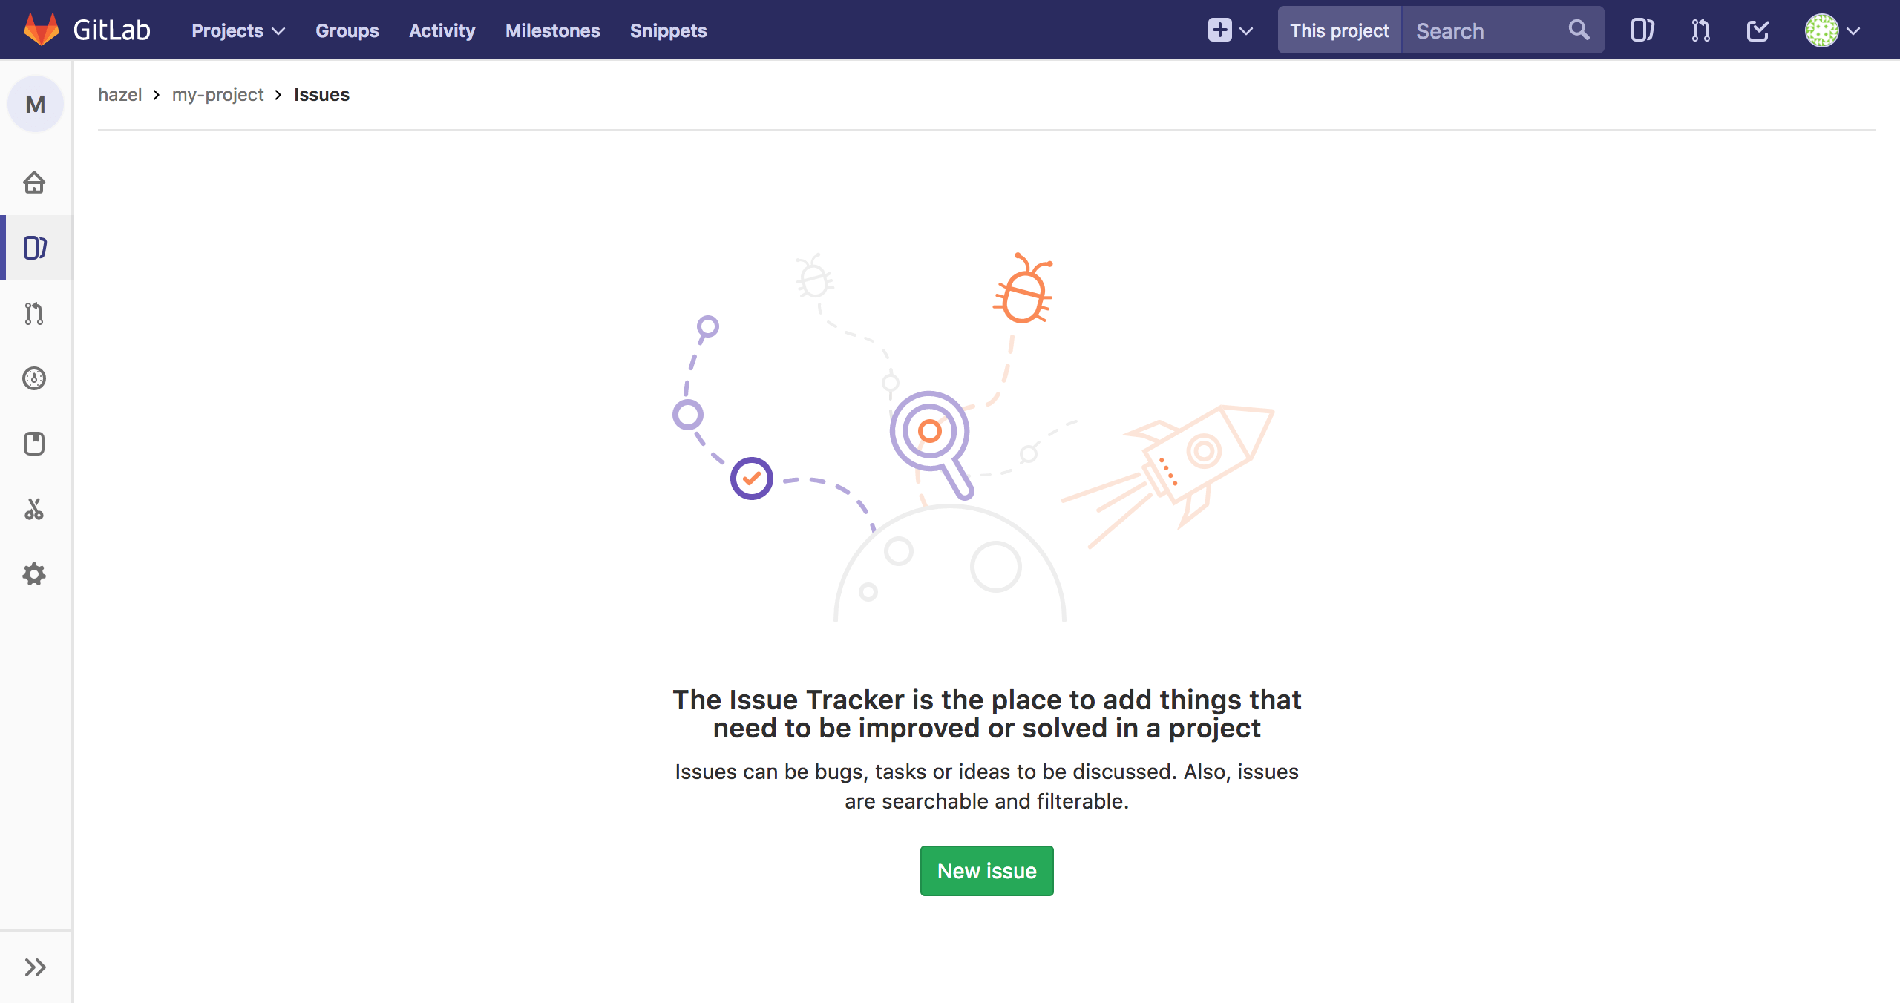 GitLab Projects Groups Activity Milestones Snippets This project Search
M hazel > my-project > Issues
The Issue Tracker is the place to add things that
need to be improved or solved in a project
Issues can be bugs, tasks or ideas to be discussed. Also, issues
are searchable and filterable.
New issue